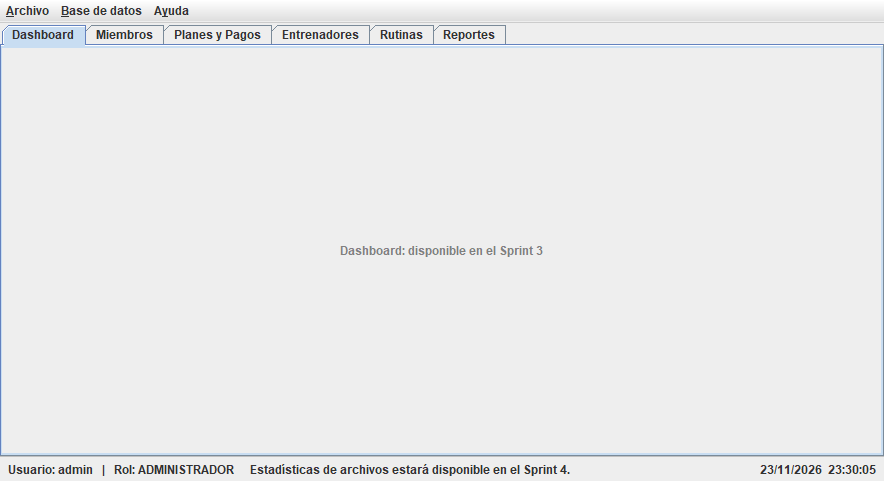 Archivo Base de datos Ayuda
Dashboard Miembros Planes y Pagos Entrenadores Rutinas Reportes
Dashboard: disponible en el Sprint 3
Usuario: admin | Rol: ADMINISTRADOR Estadísticas de archivos estará disponible en el Sprint 4. 23/11/2026 23:30:05